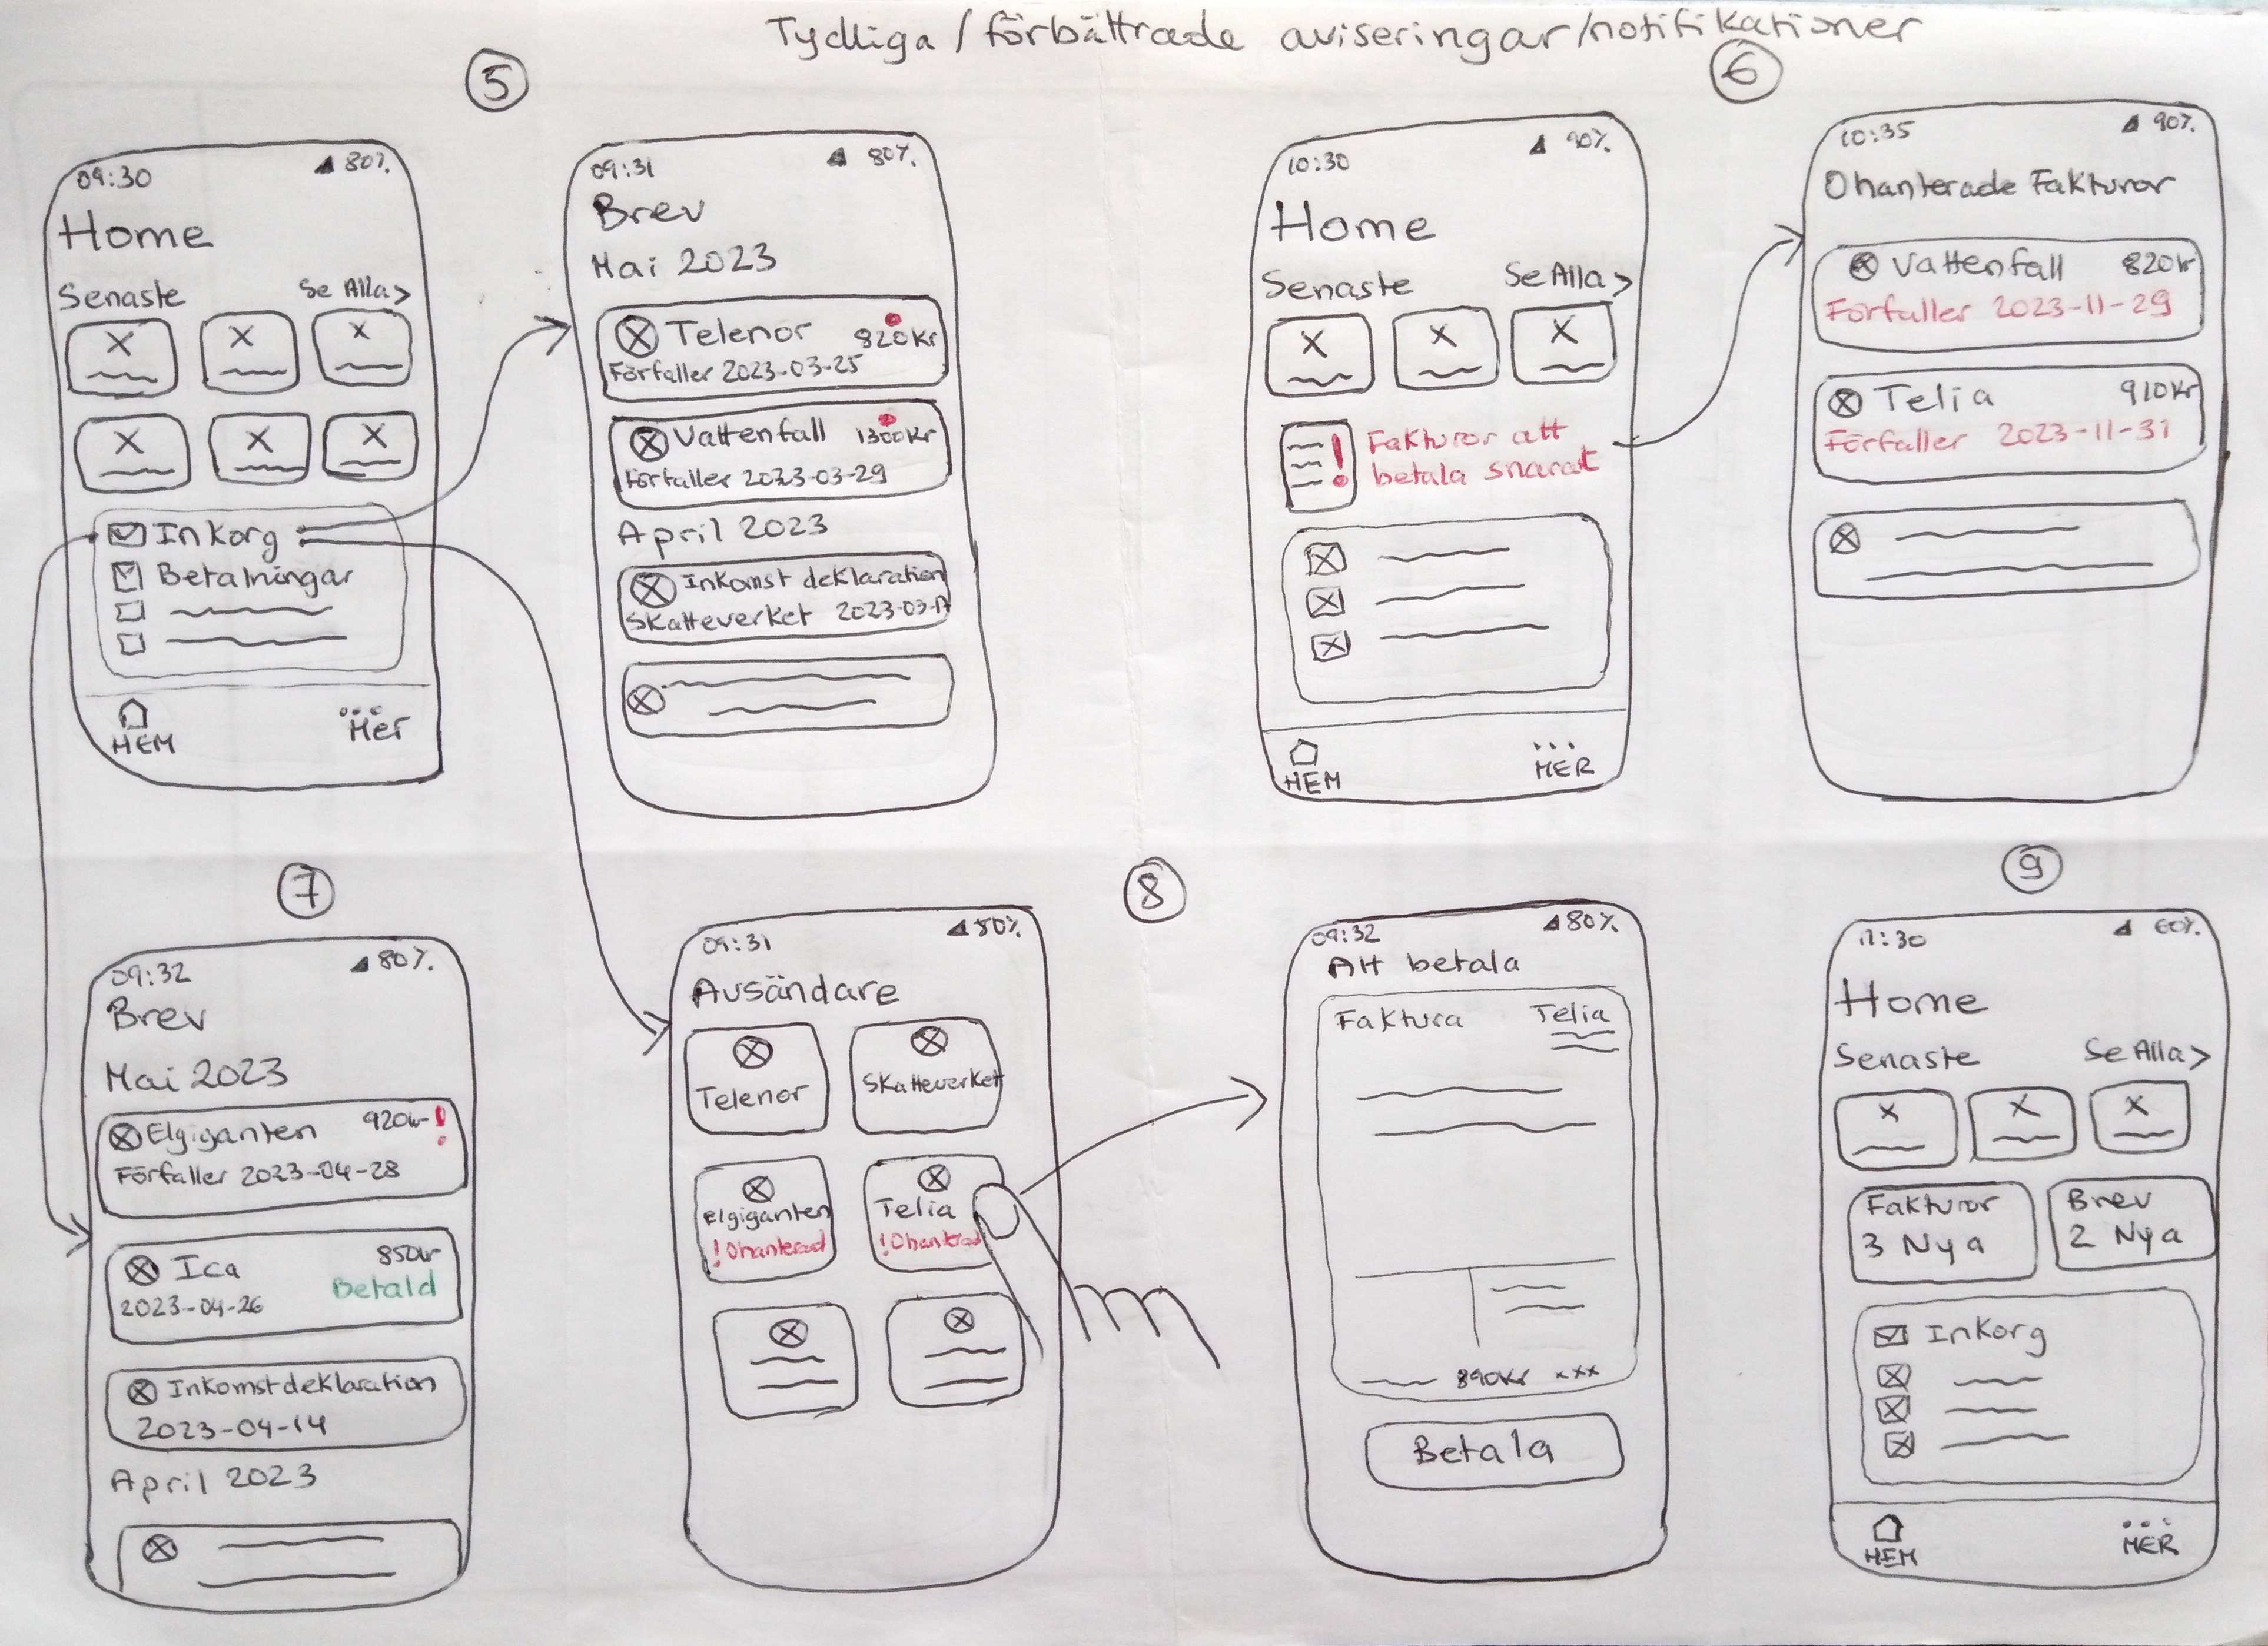 Tydliga / förbättrade aviseringar/notifikationer
5
09:30 80%
Home
Senaste Se Alla >
Inkorg
Betalningar
HEM Mer
09:31 80%
Brev
Mai 2023
Telenor 820kr
Förfaller 2023-03-25
Vattenfall 1300kr
Förfaller 2023-03-29
April 2023
Inkomst deklaration
Skatteverket 2023-03-17
6
10:30 90%
Home
Senaste Se Alla >
! Fakturor att
betala snarat
HEM MER
10:35 90%
Ohanterade Fakturor
Vattenfall 820kr
Förfaller 2023-11-29
Telia 910kr
Förfaller 2023-11-31
7
09:32 80%
Brev
Mai 2023
Elgiganten 920kr !
Förfaller 2023-04-28
Ica 850kr
2023-04-26 Betald
Inkomstdeklaration
2023-04-14
April 2023
8
09:31 80%
Avsändare
Telenor
Skatteverket
Elgiganten
! Ohanterad
Telia
! Ohanterad
09:32 80%
Att betala
Faktura Telia
890kr xxx
Betala
9
11:30 60%
Home
Senaste Se Alla >
Fakturor
3 Nya
Brev
2 Nya
Inkorg
HEM MER